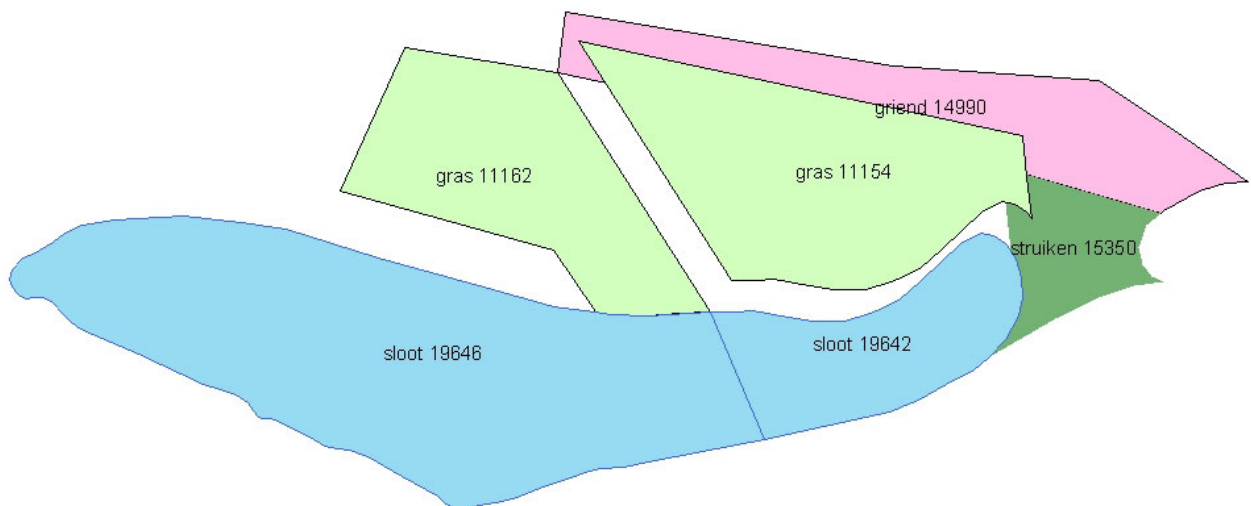 griend 14990
gras 11162
gras 11154
struiken 15350
sloot 19646
sloot 19642